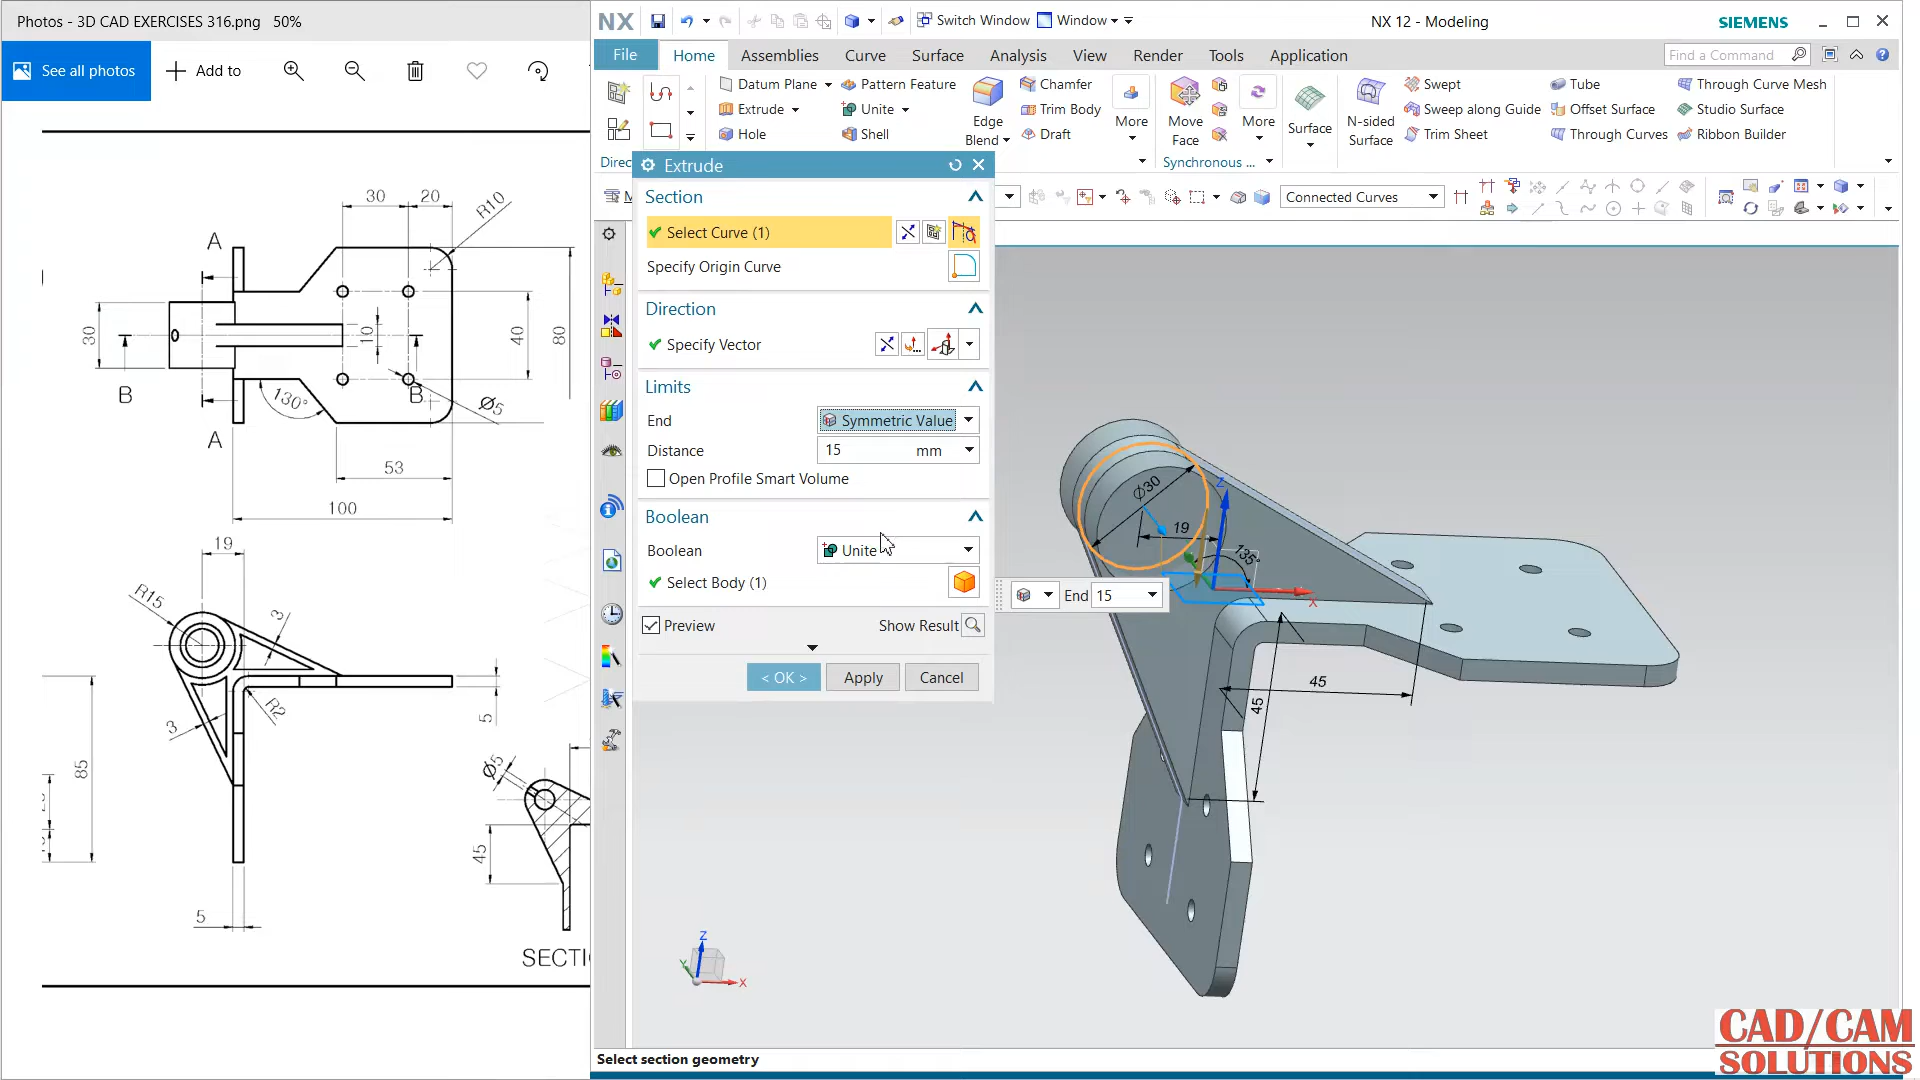 Photos - 3D CAD EXERCISES 316.png   50%
See all photos
Add to
30
20
R10
A
30
10
40
80
B
B
130°
Ø5
A
53
100
19
R15
3
3
R2
5
85
Ø5
45
5
SECTI
NX
Switch Window
Window
NX 12 - Modeling
SIEMENS
File
Home
Assemblies
Curve
Surface
Analysis
View
Render
Tools
Application
Find a Command
Datum Plane
Pattern Feature
Extrude
Unite
Hole
Shell
Edge Blend
Chamfer
Trim Body
Draft
More
Move Face
More
Surface
N-sided Surface
Swept
Sweep along Guide
Trim Sheet
Tube
Offset Surface
Through Curves
Through Curve Mesh
Studio Surface
Ribbon Builder
Direc
Synchronous ...
M
Connected Curves
Extrude
Section
Select Curve (1)
Specify Origin Curve
Direction
Specify Vector
Limits
End
Symmetric Value
Distance
15
mm
Open Profile Smart Volume
Boolean
Boolean
Unite
Select Body (1)
Preview
Show Result
< OK >
Apply
Cancel
Ø30
19
135°
Z
X
End
15
45
45
Z
Y
X
Select section geometry
CAD/CAM
SOLUTIONS